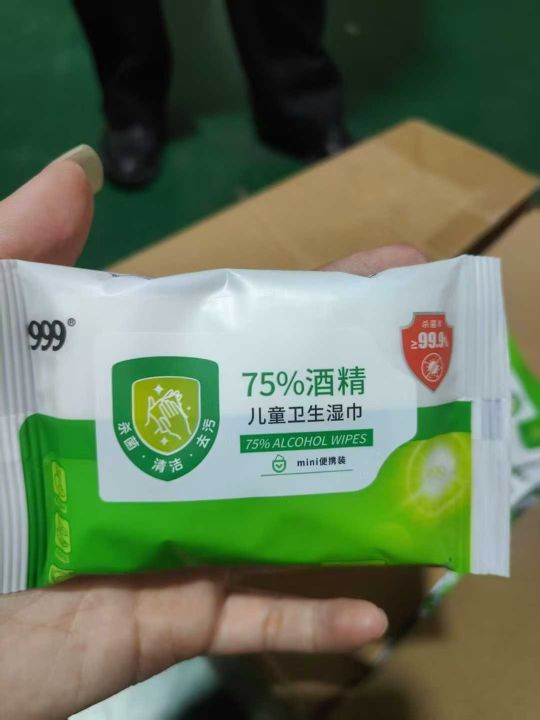 999®
杀菌率
≥99.9%
75%酒精
儿童卫生湿巾
75% ALCOHOL WIPES
mini便携装
杀菌·清洁·去污